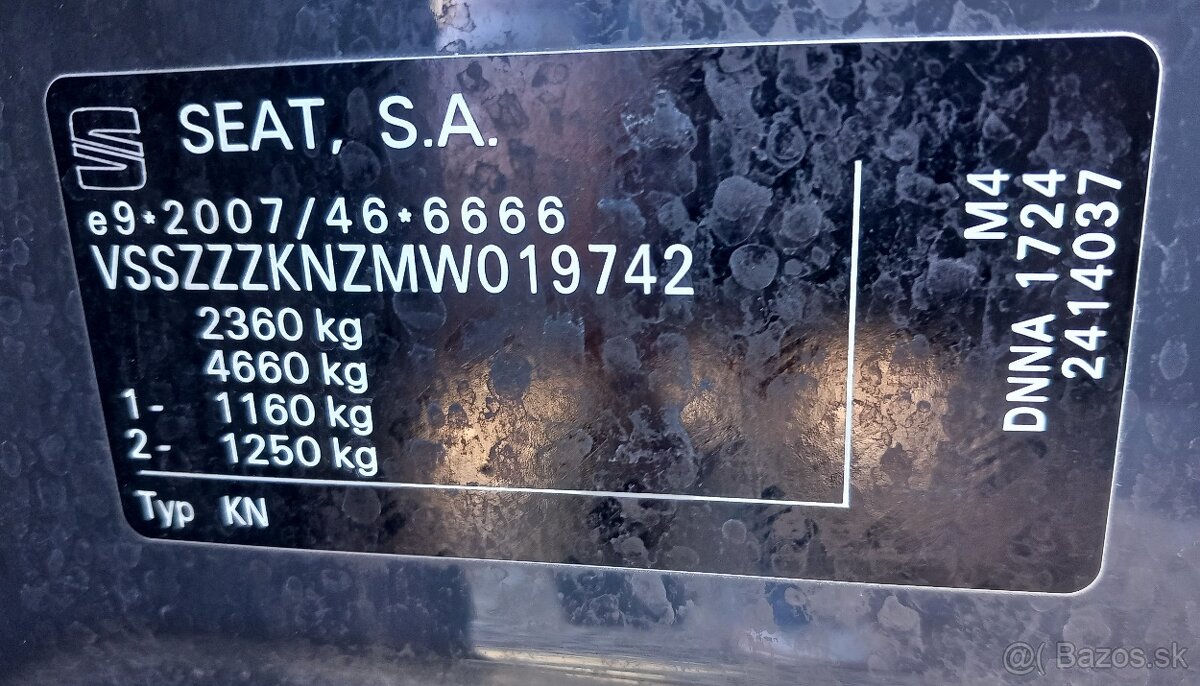 SEAT, S.A.
e9*2007/46*6666
VSSZZZKNZMW019742
2360 kg
4660 kg
1- 1160 kg
2- 1250 kg
Typ KN
M4
DNNA 1724
2414037
@( Bazos.sk